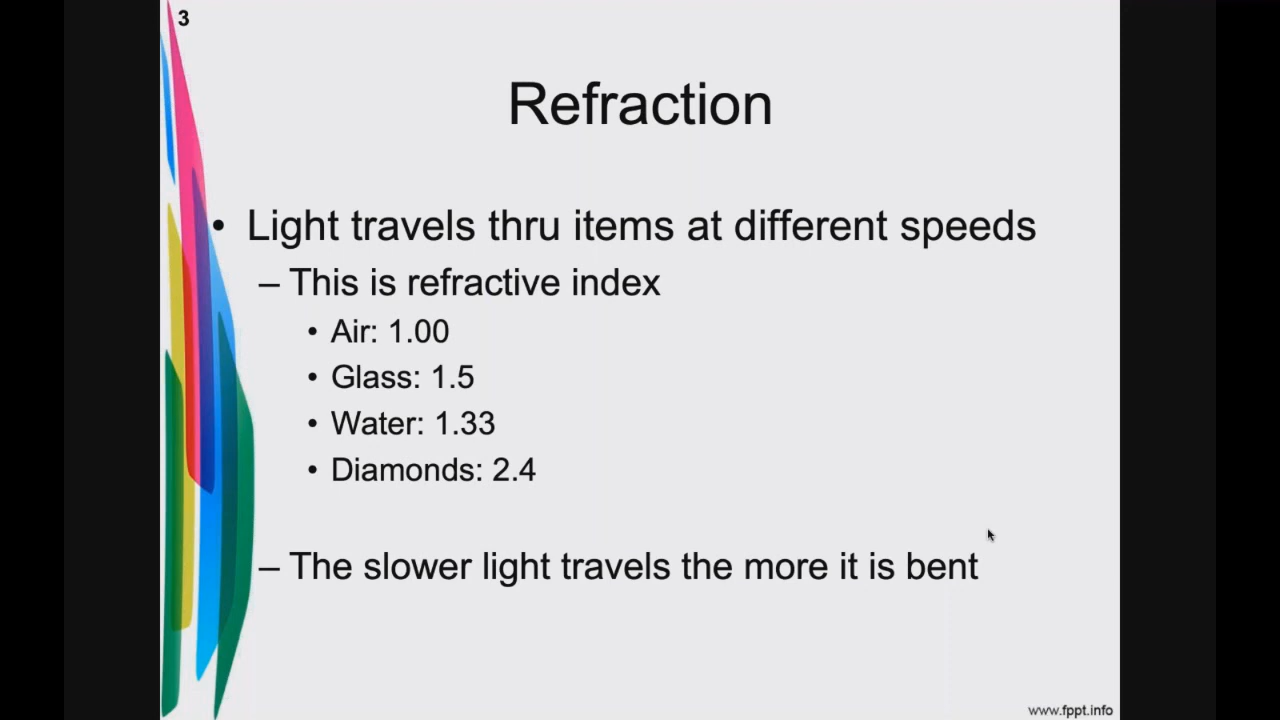 3
Refraction
• Light travels thru items at different speeds
– This is refractive index
• Air: 1.00
• Glass: 1.5
• Water: 1.33
• Diamonds: 2.4
– The slower light travels the more it is bent
www.fppt.info